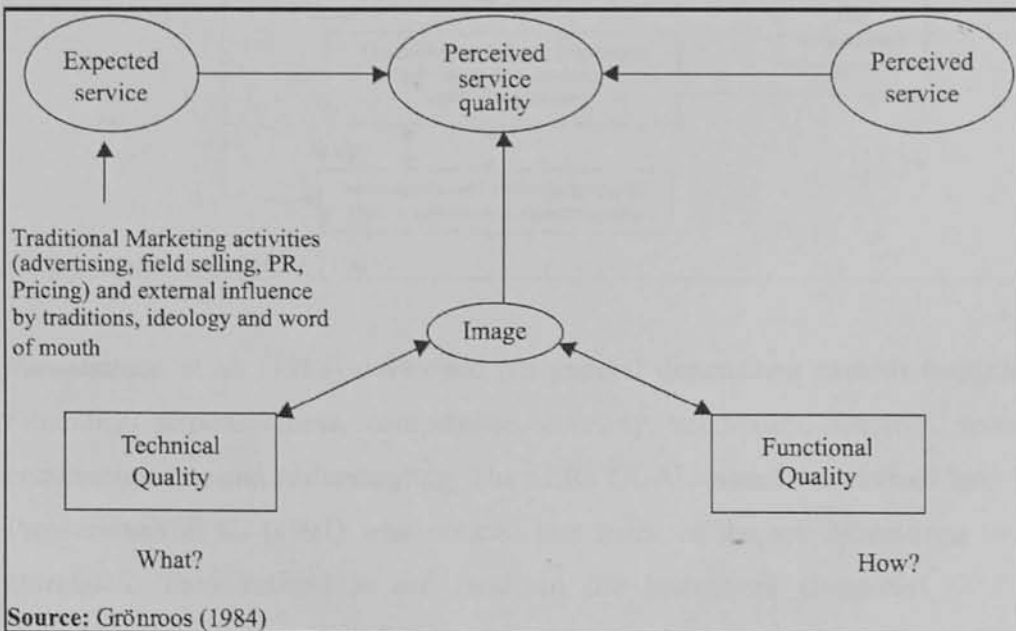 Expected
service
Perceived
service
quality
Perceived
service
Traditional Marketing activities
(advertising, field selling, PR,
Pricing) and external influence
by traditions, ideology and word
of mouth
Image
Technical
Quality
Functional
Quality
What?
How?
Source: Grönroos (1984)